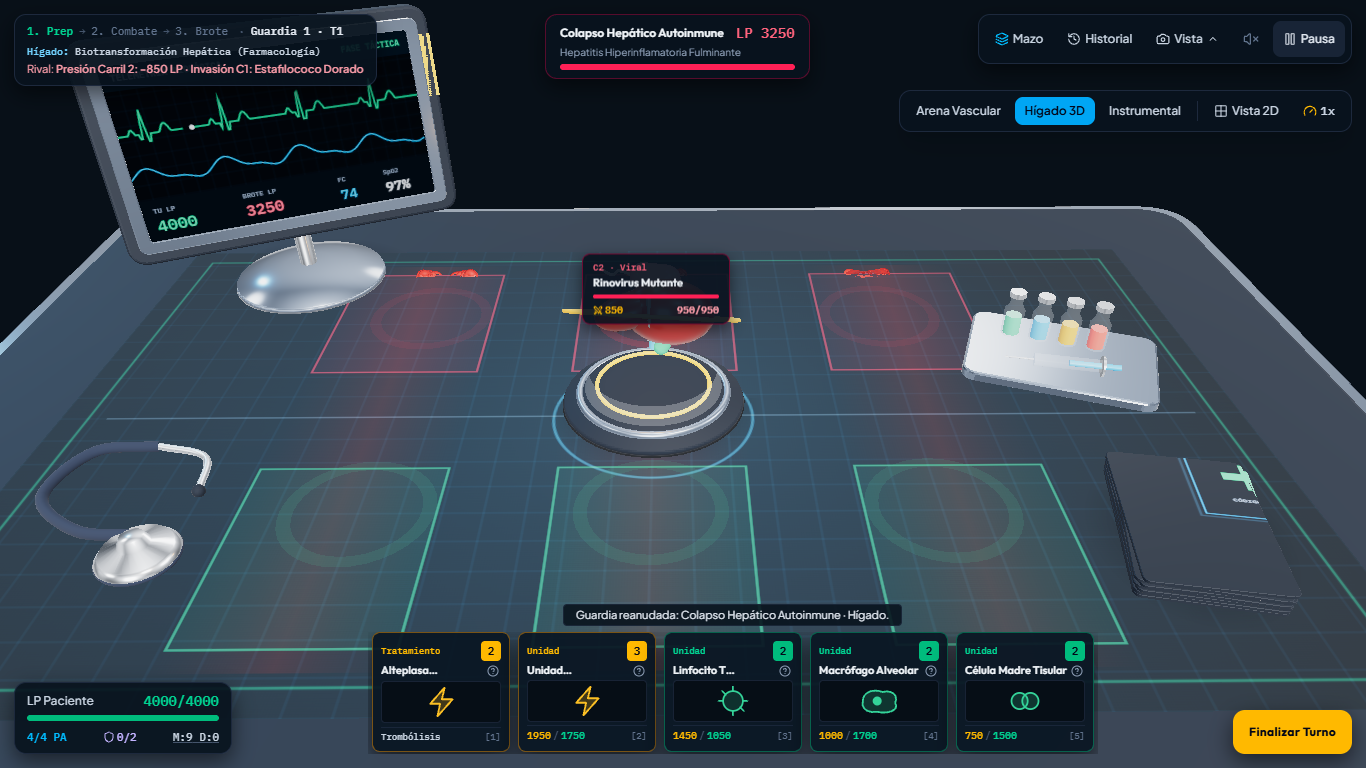 1. Prep → 2. Combate → 3. Brote · Guardia 1 - T1
Hígado: Biotransformación Hepática (Farmacología)
Rival: Presión Carril 2: -850 LP · Invasión C1: Estafilococo Dorado
Colapso Hepático Autoinmune LP 3250
Hepatitis Hiperinflamatoria Fulminante
Mazo
Historial
Vista
Pausa
Arena Vascular
Hígado 3D
Instrumental
Vista 2D
1x
TU LP
4000
BROTE LP
3250
FC
74
SpO2
97%
C2 · Viral
Rinovirus Mutante
850 950/950
Guardia reanudada: Colapso Hepático Autoinmune · Hígado.
Tratamiento 2
Alteplasa...
Trombólisis [1]
Unidad 3
Unidad...
1950 / 1750 [2]
Unidad 2
Linfocito T...
1450 / 1050 [3]
Unidad 2
Macrófago Alveolar
1000 / 1700 [4]
Unidad 2
Célula Madre Tisular
750 / 1500 [5]
LP Paciente 4000/4000
4/4 PA 0/2 M:9 D:0
Finalizar Turno